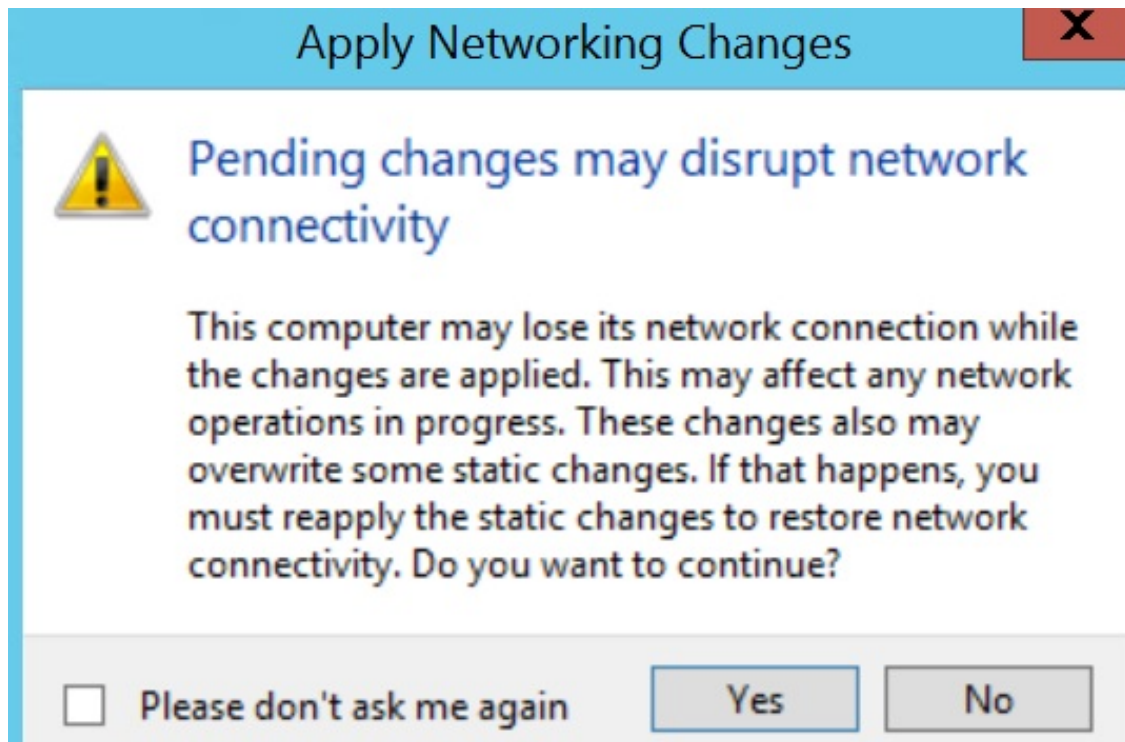 Apply Networking Changes
X
Pending changes may disrupt network
connectivity
This computer may lose its network connection while
the changes are applied. This may affect any network
operations in progress. These changes also may
overwrite some static changes. If that happens, you
must reapply the static changes to restore network
connectivity. Do you want to continue?
Please don't ask me again
Yes
No